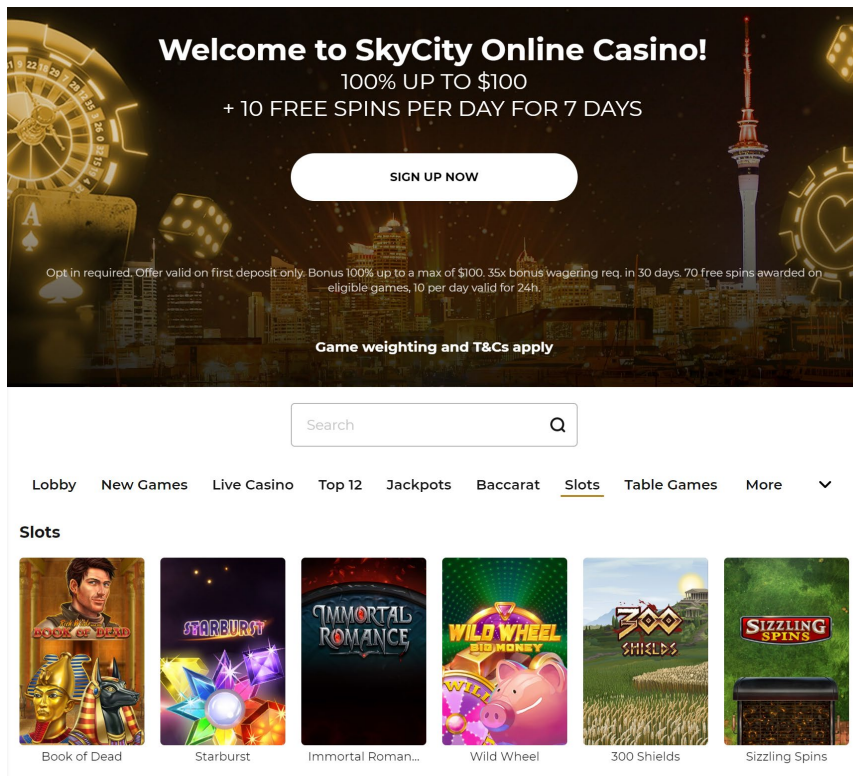 Welcome to SkyCity Online Casino!
100% UP TO $100
+ 10 FREE SPINS PER DAY FOR 7 DAYS
SIGN UP NOW
Opt in required. Offer valid on first deposit only. Bonus 100% up to a max of $100. 35x bonus wagering req. in 30 days. 70 free spins awarded on
eligible games, 10 per day valid for 24h.
Game weighting and T&Cs apply
A
Search
Lobby New Games Live Casino Top 12 Jackpots Baccarat Slots Table Games More
Slots
BOOK OF DEAD
STARBURST
IMMORTAL
ROMANCE
WILD WHEEL
BIG MONEY
WILL
300
SHIELDS
SIZZLING
SPINS
Book of Dead Starburst Immortal Roman... Wild Wheel 300 Shields Sizzling Spins